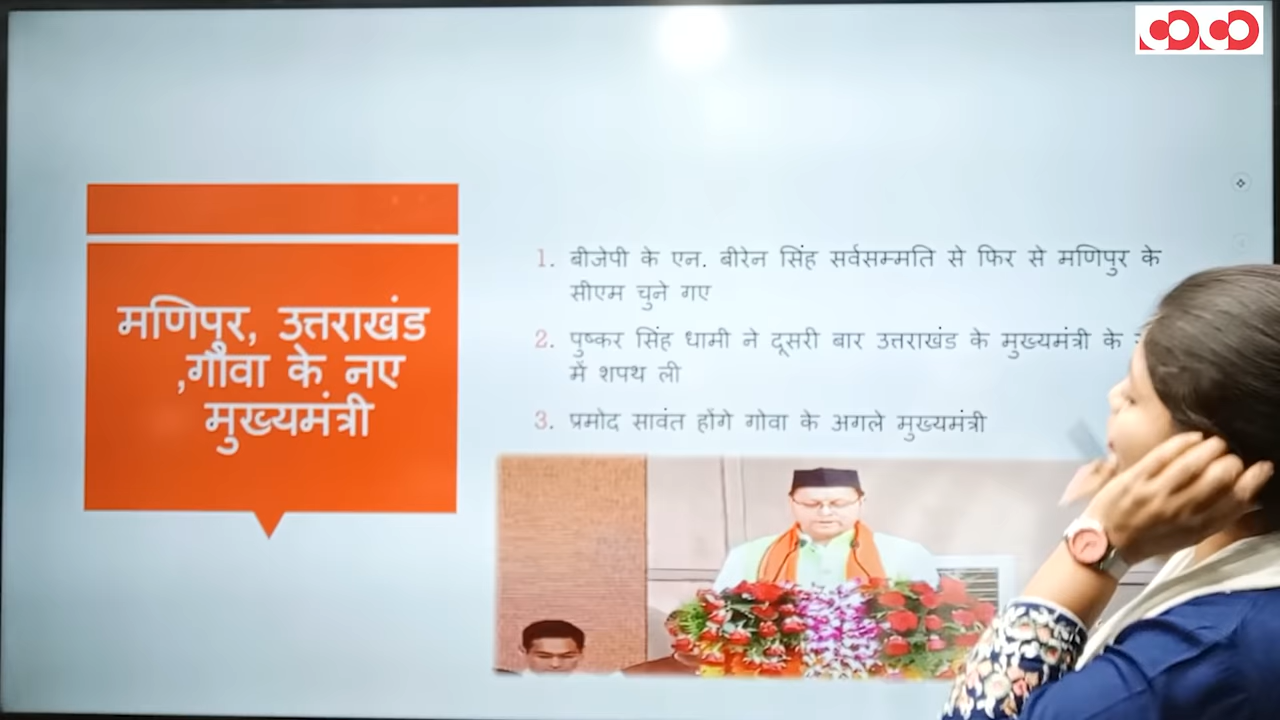 मणिपुर, उत्तराखंड
,गौवा के नए
मुख्यमंत्री
1. बीजेपी के एन. बीरेन सिंह सर्वसम्मति से फिर से मणिपुर के
सीएम चुने गए
2. पुष्कर सिंह धामी ने दूसरी बार उत्तराखंड के मुख्यमंत्री के
में शपथ ली
3. प्रमोद सावंत होंगे गोवा के अगले मुख्यमंत्री